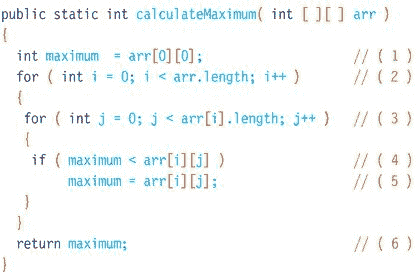 public static int calculateMaximum( int [ ][ ] arr )
{
int maximum = arr[0][0]; // ( 1 )
for ( int i = 0; i < arr.length; i++ ) // ( 2 )
{
for ( int j = 0; j < arr[i].length; j++ ) // ( 3 )
{
if ( maximum < arr[i][j] ) // ( 4 )
maximum = arr[i][j]; // ( 5 )
}
}
return maximum; // ( 6 )
}